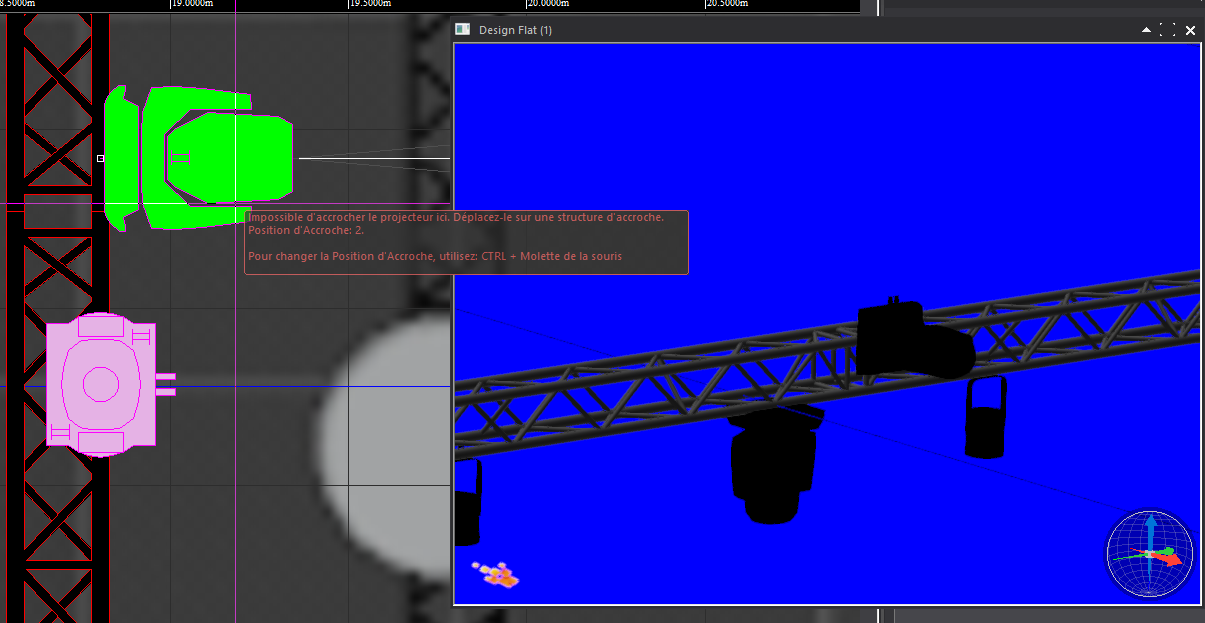 8.5000m
19.0000m
19.5000m
20.0000m
20.5000m
Design Flat (1)
Impossible d'accrocher le projecteur ici. Déplacez-le sur une structure d'accroche.
Position d'Accroche: 2.
Pour changer la Position d'Accroche, utilisez: CTRL + Molette de la souris